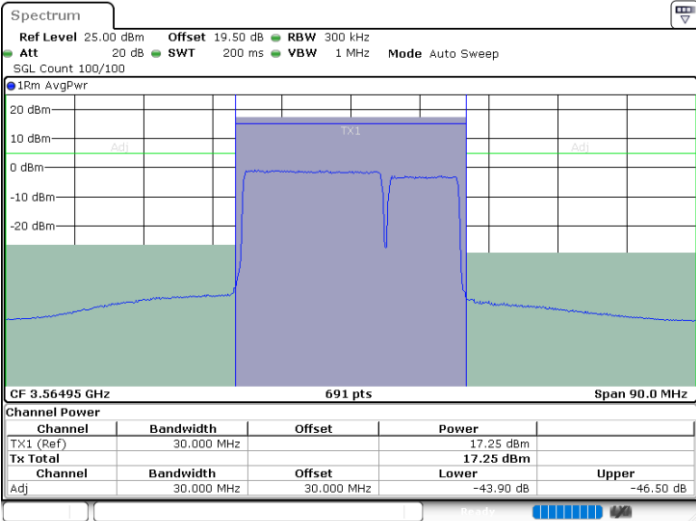 Spectrum
Ref Level 25.00 dBm Offset 19.50 dB RBW 300 kHz
Att 20 dB SWT 200 ms VBW 1 MHz Mode Auto Sweep
SGL Count 100/100
1Rm AvgPwr
20 dBm
TX1
10 dBm
Adj Adj
0 dBm
-10 dBm
-20 dBm
CF 3.56495 GHz 691 pts Span 90.0 MHz
Channel Power
Channel Bandwidth Offset Power
TX1 (Ref) 30.000 MHz 17.25 dBm
Tx Total 17.25 dBm
Channel Bandwidth Offset Lower Upper
Adj 30.000 MHz 30.000 MHz -43.90 dB -46.50 dB
Ready